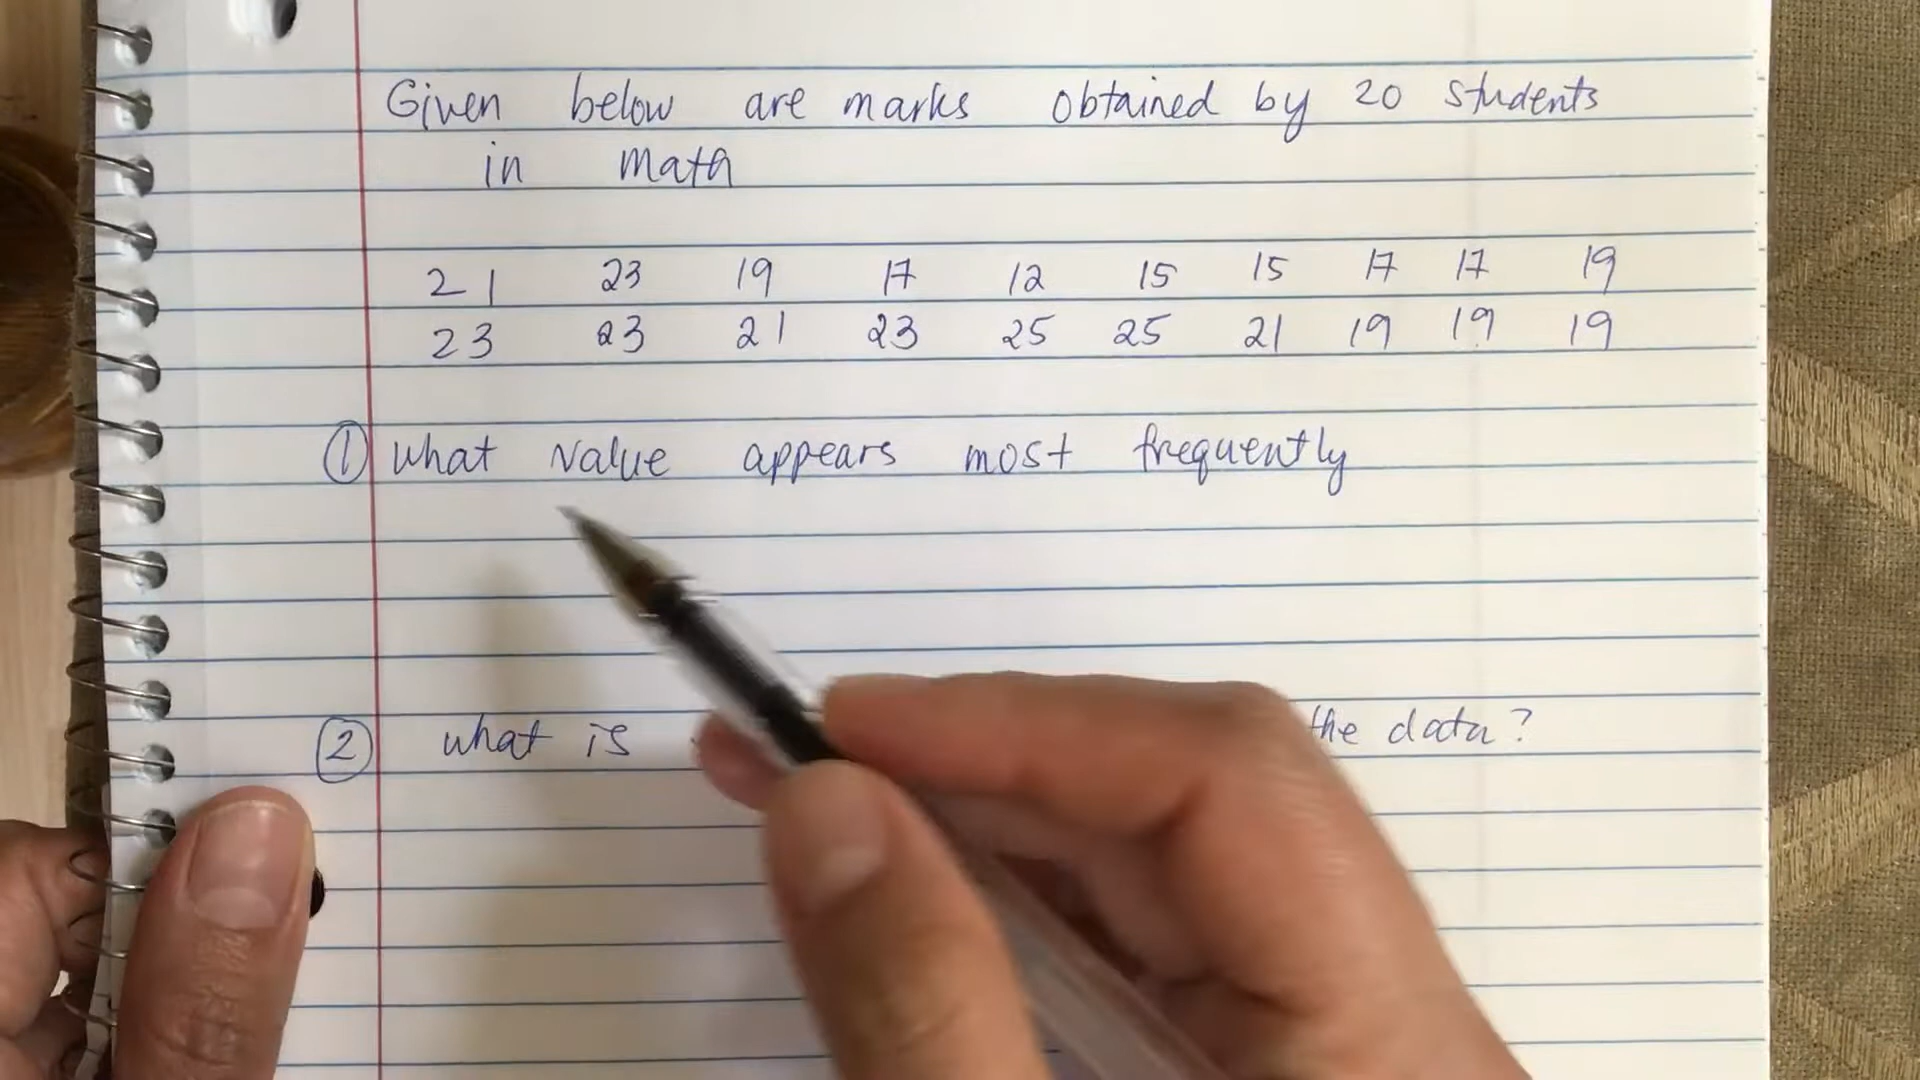 Given below are marks obtained by 20 students
in math
21 23 19 17 12 15 15 17 17 19
23 23 21 23 25 25 21 19 19 19
① what value appears most frequently
② what is the data?